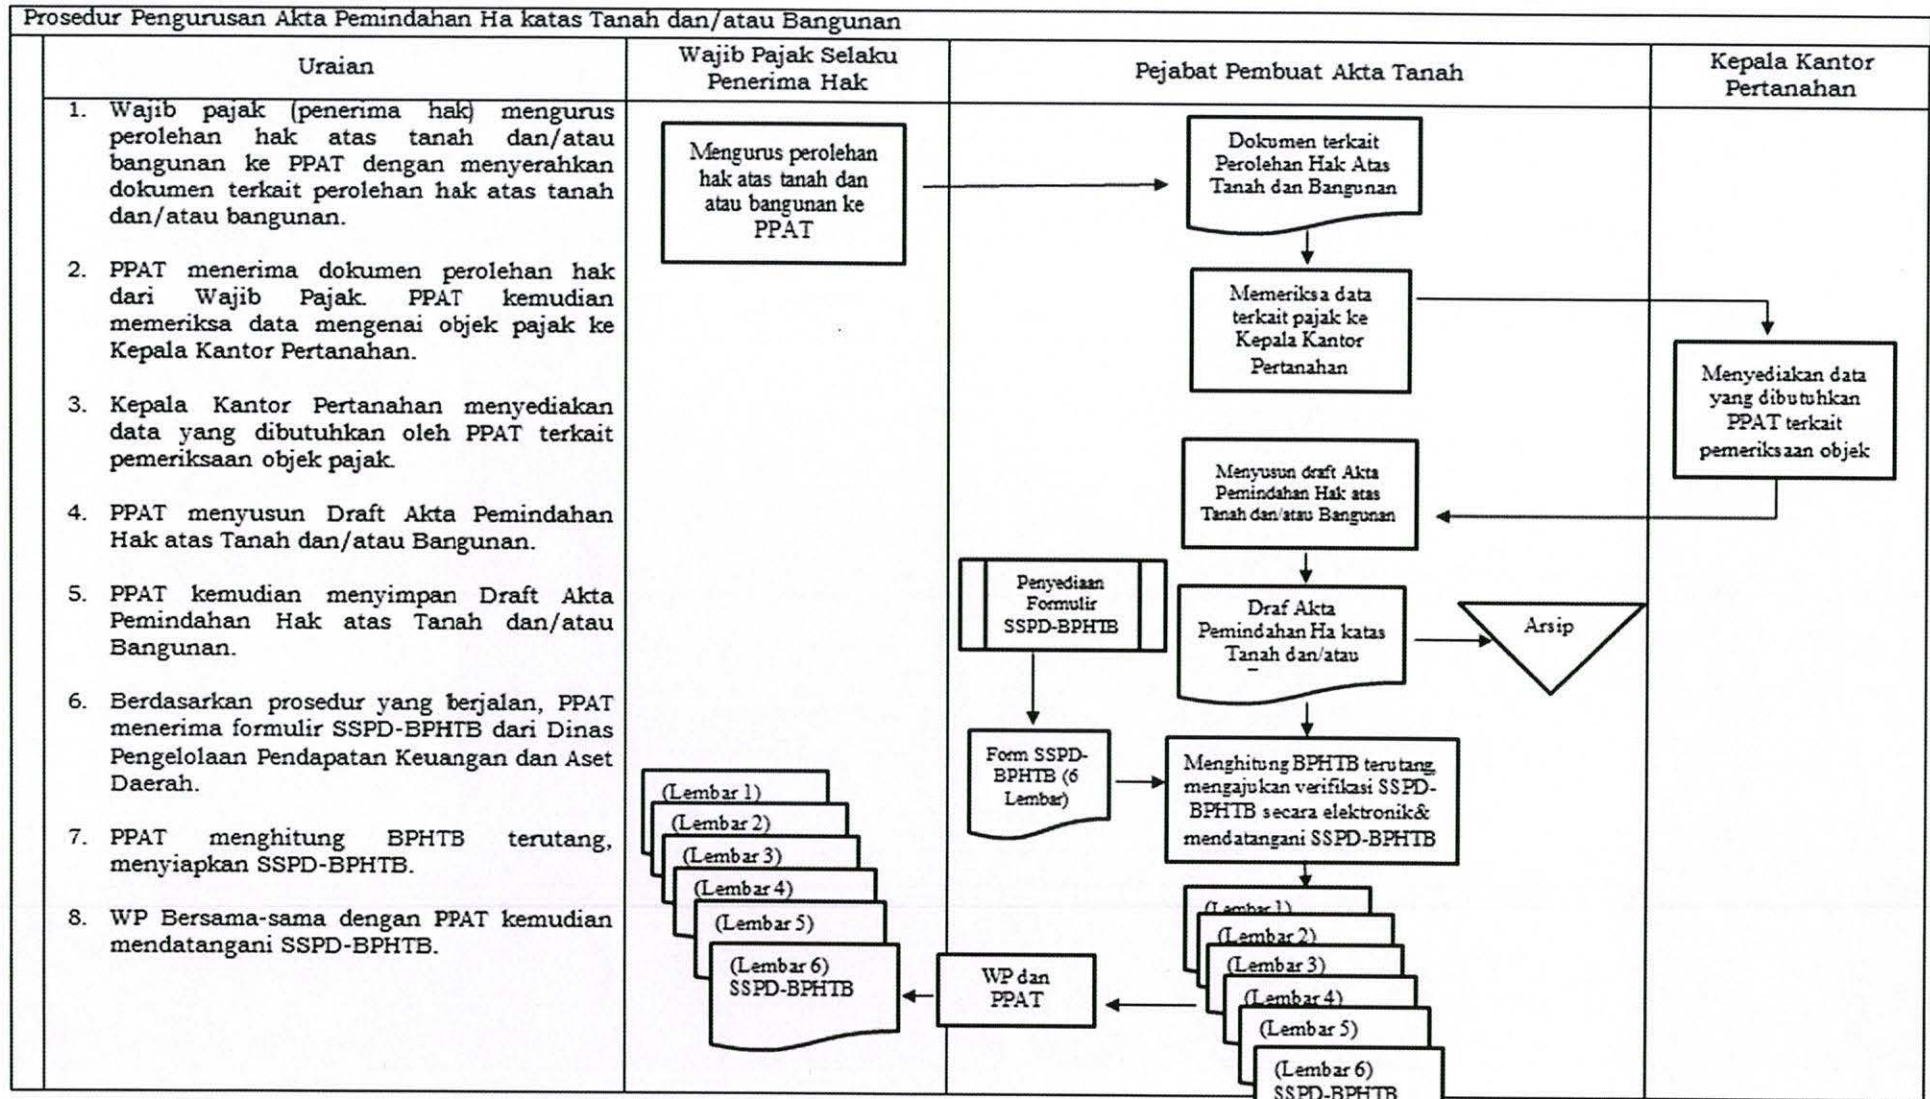 Prosedur Pengurusan Akta Pemindahan Ha katas Tanah dan/atau Bangunan
Uraian
Wajib Pajak Selaku
Penerima Hak
Pejabat Pembuat Akta Tanah
Kepala Kantor
Pertanahan
1. Wajib pajak (penerima hak) mengurus
perolehan hak atas tanah dan/atau
bangunan ke PPAT dengan menyerahkan
dokumen terkait perolehan hak atas tanah
dan/atau bangunan.
2. PPAT menerima dokumen perolehan hak
dari Wajib Pajak. PPAT kemudian
memeriksa data mengenai objek pajak ke
Kepala Kantor Pertanahan.
3. Kepala Kantor Pertanahan menyediakan
data yang dibutuhkan oleh PPAT terkait
pemeriksaan objek pajak.
4. PPAT menyusun Draft Akta Pemindahan
Hak atas Tanah dan/atau Bangunan.
5. PPAT kemudian menyimpan Draft Akta
Pemindahan Hak atas Tanah dan/atau
Bangunan.
6. Berdasarkan prosedur yang berjalan, PPAT
menerima formulir SSPD-BPHTB dari Dinas
Pengelolaan Pendapatan Keuangan dan Aset
Daerah.
7. PPAT menghitung BPHTB terutang,
menyiapkan SSPD-BPHTB.
8. WP Bersama-sama dengan PPAT kemudian
mendatangani SSPD-BPHTB.
Mengurus perolehan
hak atas tanah dan
atau bangunan ke
PPAT
Dokumen terkait
Perolehan Hak Atas
Tanah dan Bangunan
Memeriksa data
terkait pajak ke
Kepala Kantor
Pertanahan
Menyediakan data
yang dibutuhkan
PPAT terkait
pemeriksaan objek
Menyusun draft Akta
Pemindahan Hak atas
Tanah dan/atau Bangunan
Penyediaan
Formulir
SSPD-BPHTB
Draf Akta
Pemindahan Ha katas
Tanah dan/atau
Arsip
Form SSPD-
BPHTB (6
Lembar)
Menghitung BPHTB terutang,
mengajukan verifikasi SSPD-
BPHTB secara elektronik&
mendatangani SSPD-BPHTB
(Lembar 1)
(Lembar 2)
(Lembar 3)
(Lembar 4)
(Lembar 5)
(Lembar 6)
SSPD-BPHTB
WP dan
PPAT
(Lembar 1)
(Lembar 2)
(Lembar 3)
(Lembar 4)
(Lembar 5)
(Lembar 6)
SSPD-BPHTB